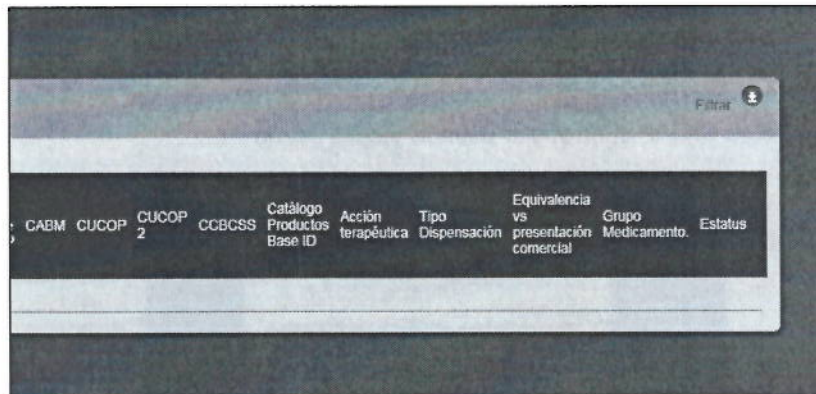 Filtrar
CABM CUCOP CUCOP 2 CCBCSS Catálogo Productos Base ID Acción terapéutica Tipo Dispensación Equivalencia vs presentación comercial Grupo Medicamento. Estatus